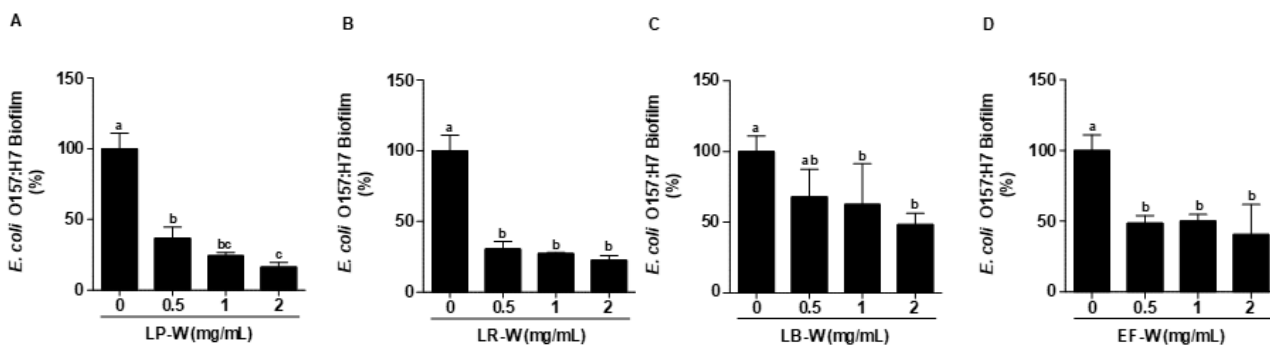 A
E. coli O157:H7 Biofilm
(%)
150
100
50
0
a
b
bc
c
0 0.5 1 2
LP-W(mg/mL)
B
E. coli O157:H7 Biofilm
(%)
150
100
50
0
a
b
b
b
0 0.5 1 2
LR-W(mg/mL)
C
E. coli O157:H7 Biofilm
(%)
150
100
50
0
a
ab
b
b
0 0.5 1 2
LB-W(mg/mL)
D
E. coli O157:H7 Biofilm
(%)
150
100
50
0
a
b
b
b
0 0.5 1 2
EF-W(mg/mL)